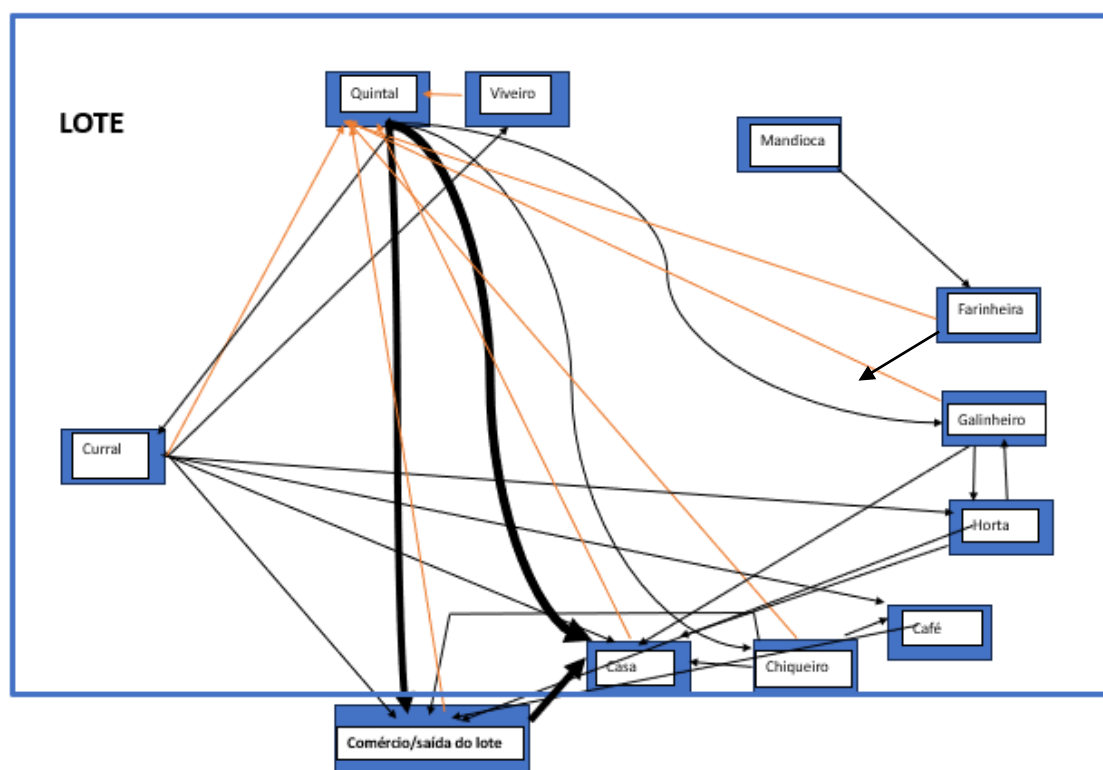 Quintal
Viveiro
LOTE
Mandioca
Farinheira
Galinheiro
Curral
Horta
Café
Casa
Chiqueiro
Comércio/saída do lote